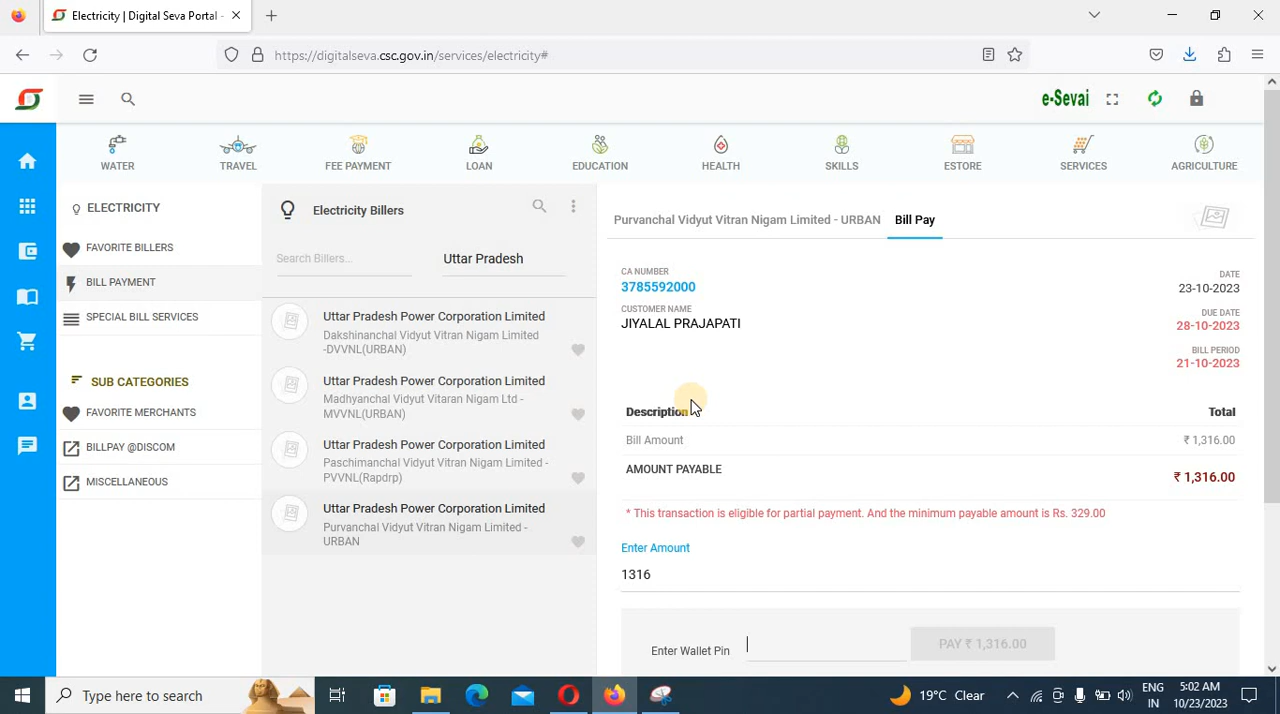 Electricity | Digital Seva Portal -
https://digitalseva.csc.gov.in/services/electricity#
e-Sevai
WATER
TRAVEL
FEE PAYMENT
LOAN
EDUCATION
HEALTH
SKILLS
ESTORE
SERVICES
AGRICULTURE
ELECTRICITY
FAVORITE BILLERS
BILL PAYMENT
SPECIAL BILL SERVICES
SUB CATEGORIES
FAVORITE MERCHANTS
BILLPAY @DISCOM
MISCELLANEOUS
Electricity Billers
Search Billers...
Uttar Pradesh
Uttar Pradesh Power Corporation Limited
Dakshinanchal Vidyut Vitran Nigam Limited
-DVVNL(URBAN)
Uttar Pradesh Power Corporation Limited
Madhyanchal Vidyut Vitaran Nigam Ltd -
MVVNL(URBAN)
Uttar Pradesh Power Corporation Limited
Paschimanchal Vidyut Vitran Nigam Limited -
PVVNL(Rapdrp)
Uttar Pradesh Power Corporation Limited
Purvanchal Vidyut Vitran Nigam Limited -
URBAN
Purvanchal Vidyut Vitran Nigam Limited - URBAN
Bill Pay
CA NUMBER
3785592000
CUSTOMER NAME
JIYALAL PRAJAPATI
DATE
23-10-2023
DUE DATE
28-10-2023
BILL PERIOD
21-10-2023
Description Total
Bill Amount ₹ 1,316.00
AMOUNT PAYABLE ₹ 1,316.00
* This transaction is eligible for partial payment. And the minimum payable amount is Rs. 329.00
Enter Amount
1316
Enter Wallet Pin
PAY ₹ 1,316.00
Type here to search
19°C Clear
ENG
IN
5:02 AM
10/23/2023